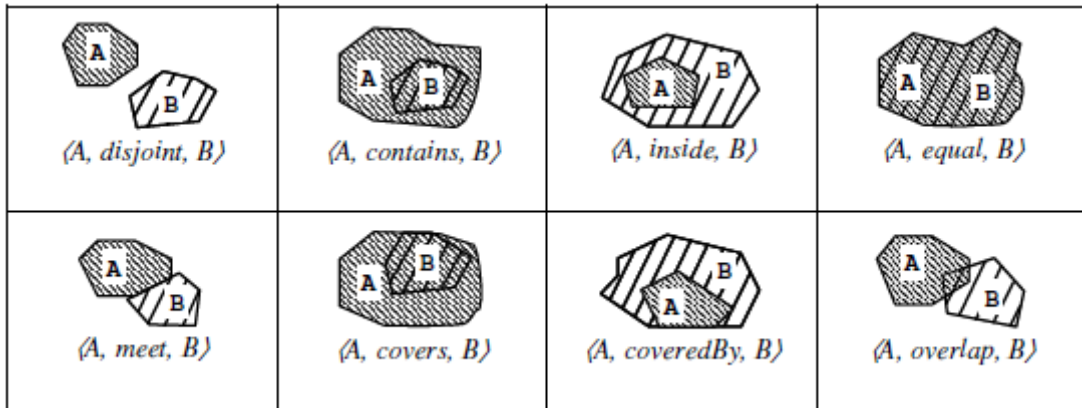 A
B
⟨A, disjoint, B⟩
A
B
⟨A, contains, B⟩
A
B
⟨A, inside, B⟩
A
B
⟨A, equal, B⟩
A
B
⟨A, meet, B⟩
A
B
⟨A, covers, B⟩
A
B
⟨A, coveredBy, B⟩
A
B
⟨A, overlap, B⟩